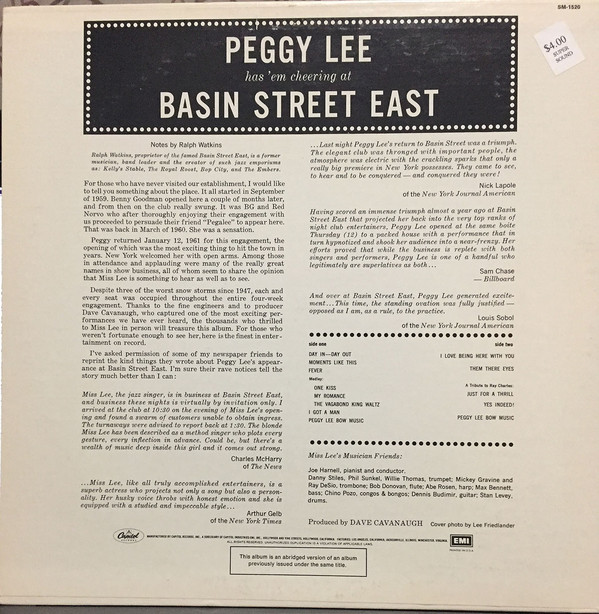 SM-1520
$4.00
SUPER
SOUND
PEGGY LEE
has 'em cheering at
BASIN STREET EAST
Notes by Ralph Watkins
Ralph Watkins, proprietor of the famed Basin Street East, is a former
musician, band leader and the creator of such jazz emporiums
as: Kelly's Stable, The Royal Roost, Bop City, and The Embers.
For those who have never visited our establishment, I would like
to tell you something about the place. It all started in September
of 1959. Benny Goodman opened here a couple of months later,
and from then on the club really swung. It was BG and Red
Norvo who after thoroughly enjoying their engagement with
us proceeded to persuade their friend "Pegalee" to appear here.
That was back in March of 1960. She was a sensation.
Peggy returned January 12, 1961 for this engagement, the
opening of which was the most exciting thing to hit the town in
years. New York welcomed her with open arms. Among those
in attendance and applauding were many of the really great
names in show business, all of whom seem to share the opinion
that Miss Lee is something to hear as well as to see.
Despite three of the worst snow storms since 1947, each and
every seat was occupied throughout the entire four-week
engagement. Thanks to the fine engineers and to producer
Dave Cavanaugh, who captured one of the most exciting per-
formances we have ever heard, the thousands who thrilled
to Miss Lee in person will treasure this album. For those who
weren't fortunate enough to see her, here is the finest in enter-
tainment on record.
I've asked permission of some of my newspaper friends to
reprint the kind things they wrote about Peggy Lee's appear-
ance at Basin Street East. I'm sure their rave notices tell the
story much better than I can:
Miss Lee, the jazz singer, is in business at Basin Street East,
and business these nights is virtually by invitation only. I
arrived at the club at 10:30 on the evening of Miss Lee's open-
ing and found a swarm of customers unable to obtain ingress.
The turnaways were advised to report back at 1:30. The blonde
Miss Lee has been described as a method singer who plots every
gesture, every inflection in advance. Could be, but there's a
wealth of music deep inside this girl and it comes out strong.
Charles McHarry
of The News
...Miss Lee, like all truly accomplished entertainers, is a
superb actress who projects not only a song but also a person-
ality. Her husky voice throbs with honest emotion and she is
equipped with a studied and impeccable style...
Arthur Gelb
of the New York Times
...Last night Peggy Lee's return to Basin Street was a triumph.
The elegant club was thronged with important people, the
atmosphere was electric with the crackling sparks that only a
really big premiere in New York possesses. They came to see,
to hear and to be conquered — and conquered they were!
Nick Lapole
of the New York Journal American
Having scored an immense triumph almost a year ago at Basin
Street East that projected her back into the very top ranks of
night club entertainers, Peggy Lee opened at the same boite
Thursday (12) to a packed house with a performance that in
turn hypnotized and shook her audience into a near-frenzy. Her
efforts proved that while the business is replete with both
singers and performers, Peggy Lee is one of a handful who
legitimately are superlatives as both...
Sam Chase
— Billboard
And over at Basin Street East, Peggy Lee generated excite-
ment...This time, the standing ovation was fully justified —
opposed as I am, as a rule, to the practice.
Louis Sobol
of the New York Journal American
side one
DAY IN—DAY OUT
MOMENTS LIKE THIS
FEVER
Medley:
ONE KISS
MY ROMANCE
THE VAGABOND KING WALTZ
I GOT A MAN
PEGGY LEE BOW MUSIC
side two
I LOVE BEING HERE WITH YOU
THEM THERE EYES
A Tribute to Ray Charles:
JUST FOR A THRILL
YES INDEED!
PEGGY LEE BOW MUSIC
Miss Lee's Musician Friends:
Joe Harnell, pianist and conductor.
Danny Stiles, Phil Sunkel, Willie Thomas, trumpet; Mickey Gravine and
Ray DeSio, trombone; Bob Donovan, flute; Abe Rosen, harp; Max Bennett,
bass; Chino Pozo, congos & bongos; Dennis Budimir, guitar; Stan Levey,
drums.
Produced by DAVE CAVANAUGH Cover photo by Lee Friedlander
Capitol
EMI
This album is an abridged version of an album
previously issued under the same title.